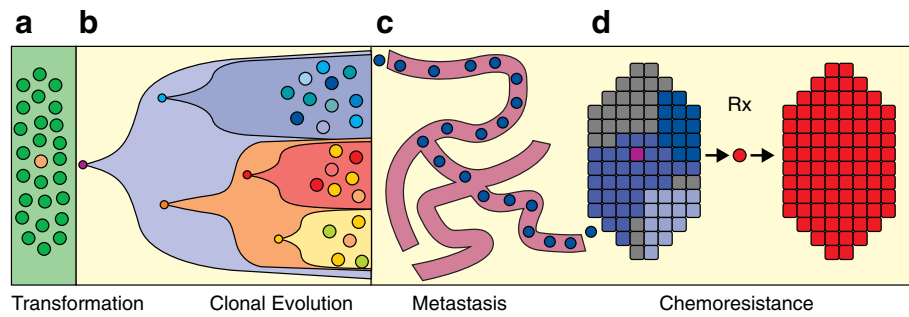 a b c d
Rx
Transformation Clonal Evolution Metastasis Chemoresistance